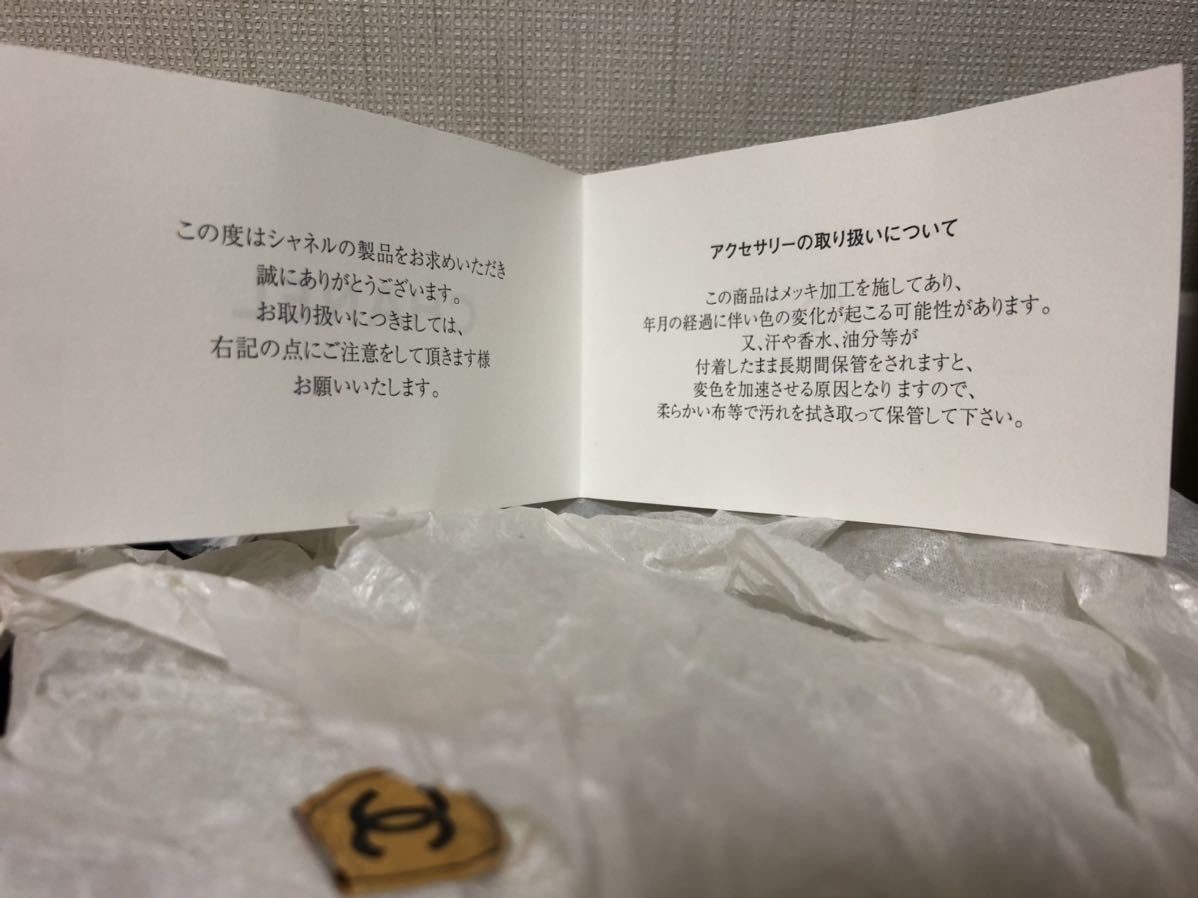 この度はシャネルの製品をお求めいただき
誠にありがとうございます。
お取り扱いにつきましては、
右記の点にご注意をして頂きます様
お願いいたします。
アクセサリーの取り扱いについて
この商品はメッキ加工を施してあり、
年月の経過に伴い色の変化が起こる可能性があります。
又、汗や香水、油分等が
付着したまま長期間保管をされますと、
変色を加速させる原因となりますので、
柔らかい布等で汚れを拭き取って保管して下さい。